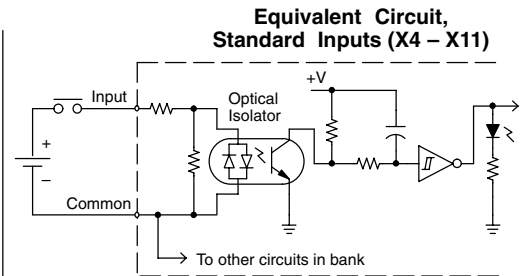 Equivalent Circuit,
Standard Inputs (X4 – X11)
+V
Input
Optical
Isolator
+
–
Common
To other circuits in bank